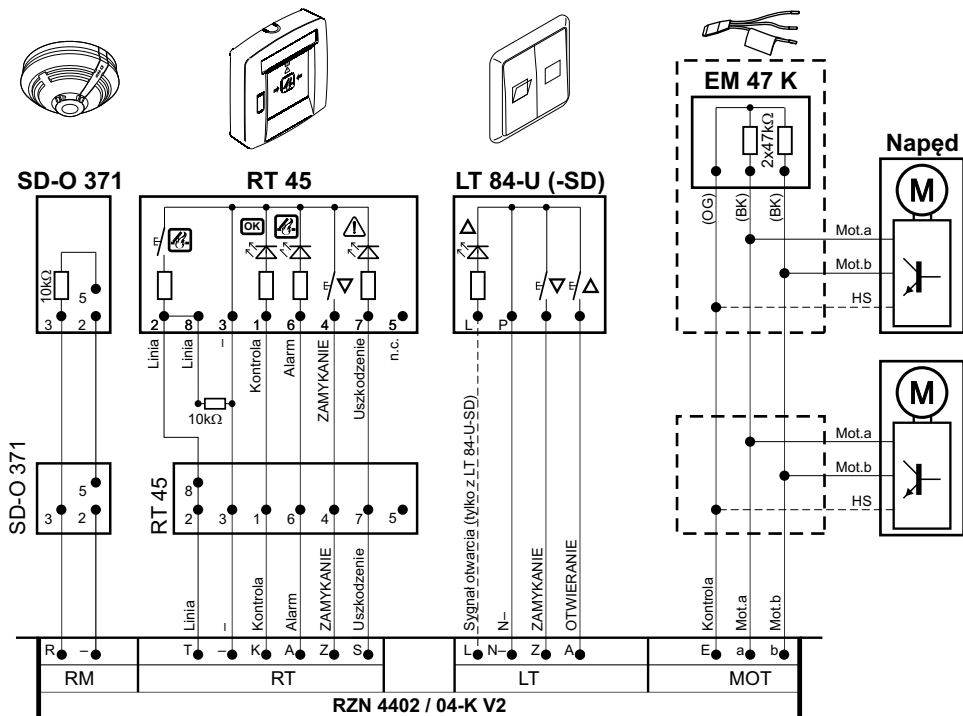 EM 47 K
2x47kΩ
(OG)
(BK)
(BK)
Napęd
M
Mot.a
Mot.b
HS
SD-O 371
10kΩ
5
3
2
RT 45
OK
2
8
3
1
6
4
7
5
Linia
Linia
–
Kontrola
Alarm
ZAMYKANIE
Uszkodzenie
n.c.
10kΩ
LT 84-U (-SD)
L
P
M
Mot.a
Mot.b
HS
SD-O 371
5
3
2
RT 45
8
2
3
1
6
4
7
5
Linia
–
Kontrola
Alarm
ZAMYKANIE
Uszkodzenie
Sygnał otwarcia (tylko z LT 84-U-SD)
N–
ZAMYKANIE
OTWIERANIE
Kontrola
Mot.a
Mot.b
R
–
T
–
K
A
Z
S
L
N–
Z
A
E
a
b
RM
RT
LT
MOT
RZN 4402 / 04-K V2